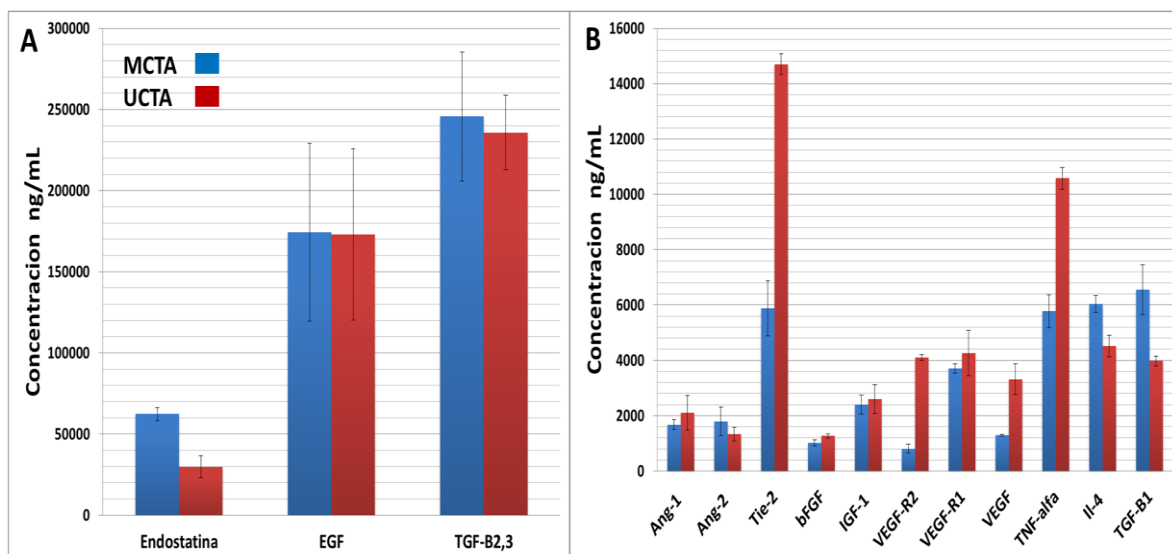 A
MCTA
UCTA
Concentracion ng/mL
300000
250000
200000
150000
100000
50000
0
Endostatina EGF TGF-B2,3
B
Concentracion ng/mL
16000
14000
12000
10000
8000
6000
4000
2000
0
Ang-1 Ang-2 Tie-2 bFGF IGF-1 VEGF-R2 VEGF-R1 VEGF TNF-alfa Il-4 TGF-B1